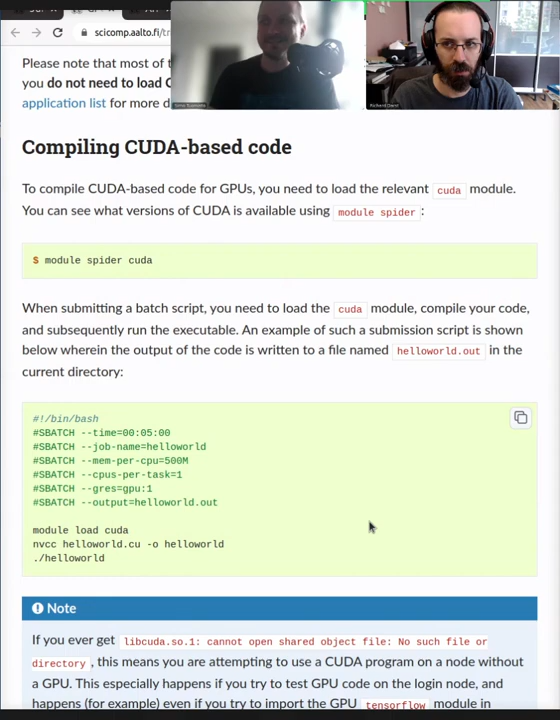 scicomp.aalto.fi/tr
Please note that most of t
you do not need to load C
application list for more d
Richard Darst
Compiling CUDA-based code
To compile CUDA-based code for GPUs, you need to load the relevant cuda module.
You can see what versions of CUDA is available using module spider :
$ module spider cuda
When submitting a batch script, you need to load the cuda module, compile your code,
and subsequently run the executable. An example of such a submission script is shown
below wherein the output of the code is written to a file named helloworld.out in the
current directory:
#!/bin/bash
#SBATCH --time=00:05:00
#SBATCH --job-name=helloworld
#SBATCH --mem-per-cpu=500M
#SBATCH --cpus-per-task=1
#SBATCH --gres=gpu:1
#SBATCH --output=helloworld.out
module load cuda
nvcc helloworld.cu -o helloworld
./helloworld
Note
If you ever get libcuda.so.1: cannot open shared object file: No such file or
directory , this means you are attempting to use a CUDA program on a node without
a GPU. This especially happens if you try to test GPU code on the login node, and
happens (for example) even if you try to import the GPU tensorflow module in